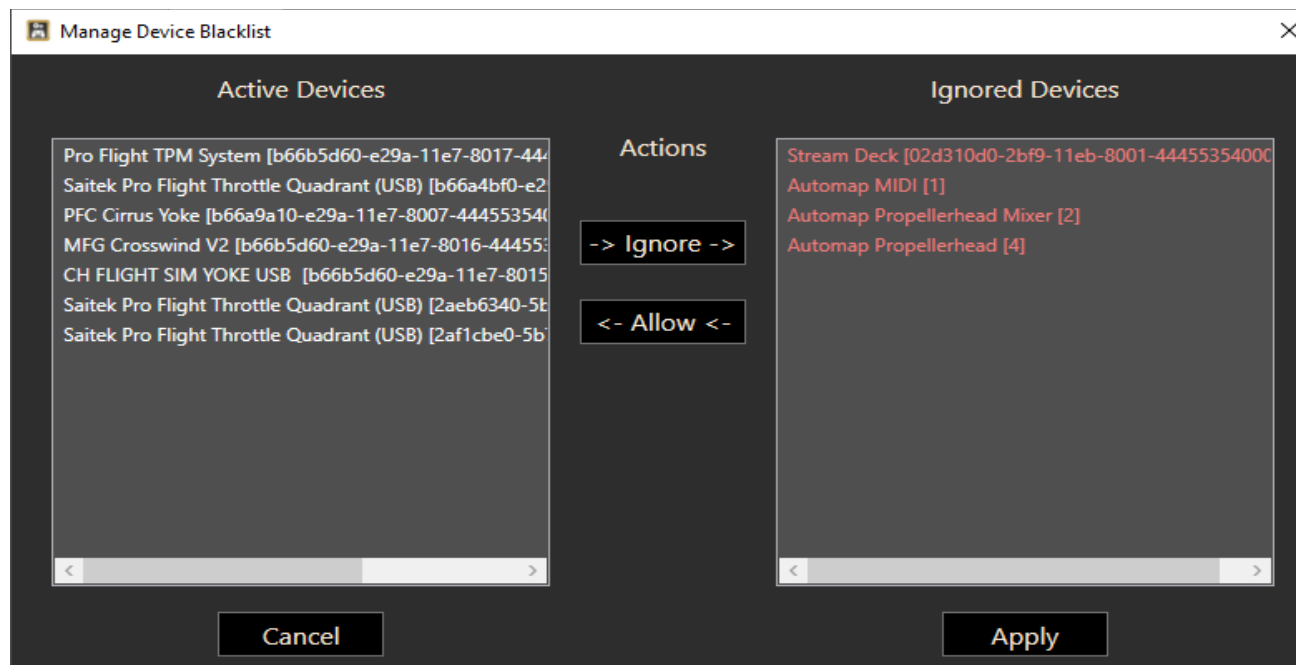 Manage Device Blacklist
Active Devices
Pro Flight TPM System [b66b5d60-e29a-11e7-8017-444
Saitek Pro Flight Throttle Quadrant (USB) [b66a4bf0-e2
PFC Cirrus Yoke [b66a9a10-e29a-11e7-8007-44455354
MFG Crosswind V2 [b66b5d60-e29a-11e7-8016-44455
CH FLIGHT SIM YOKE USB [b66b5d60-e29a-11e7-8015
Saitek Pro Flight Throttle Quadrant (USB) [2aeb6340-5
Saitek Pro Flight Throttle Quadrant (USB) [2af1cbe0-5b
Actions
-> Ignore ->
<- Allow <-
Ignored Devices
Stream Deck [02d310d0-2bf9-11eb-8001-44455354000
Automap MIDI [1]
Automap Propellerhead Mixer [2]
Automap Propellerhead [4]
Cancel
Apply